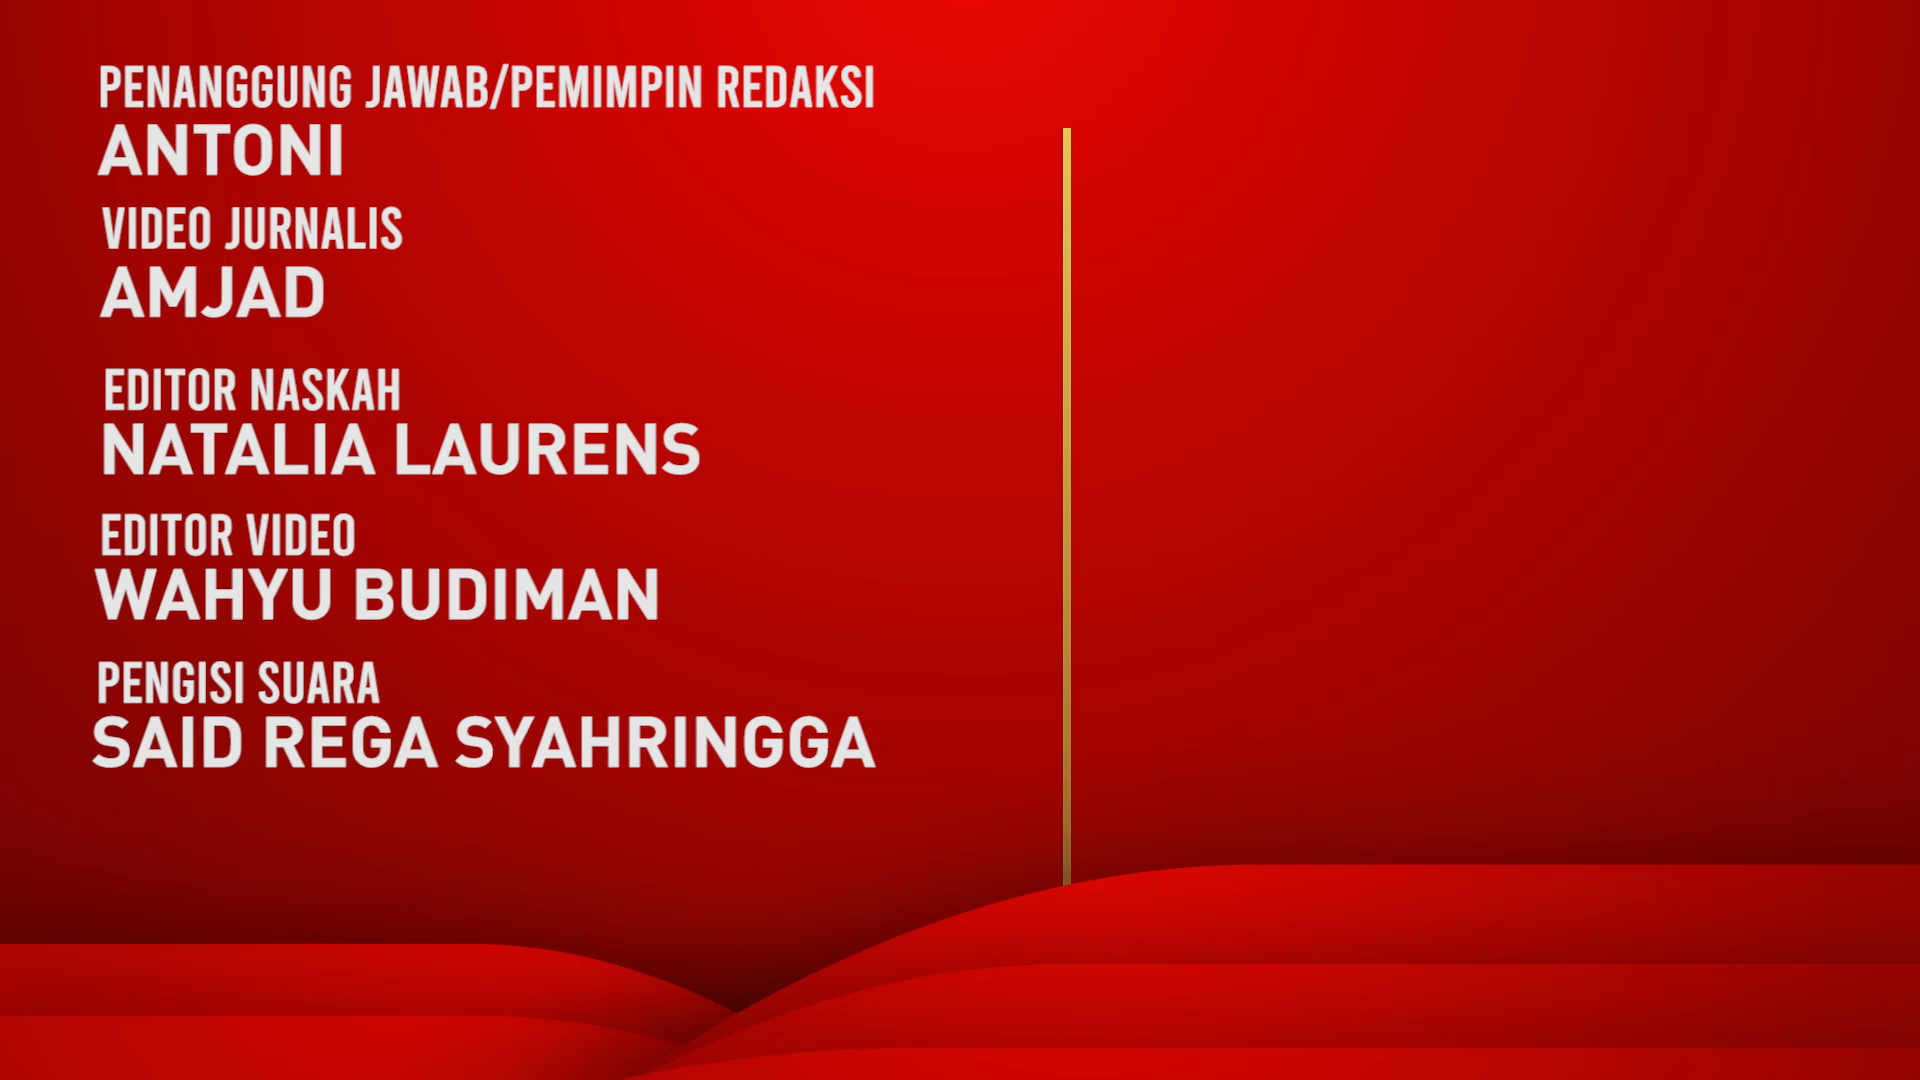 PENANGGUNG JAWAB/PEMIMPIN REDAKSI
ANTONI
VIDEO JURNALIS
AMJAD
EDITOR NASKAH
NATALIA LAURENS
EDITOR VIDEO
WAHYU BUDIMAN
PENGISI SUARA
SAID REGA SYAHRINGGA